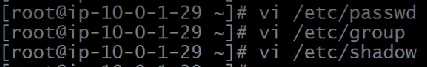 [root@ip-10-0-1-29 ~]# vi /etc/passwd
[root@ip-10-0-1-29 ~]# vi /etc/group
[root@ip-10-0-1-29 ~]# vi /etc/shadow